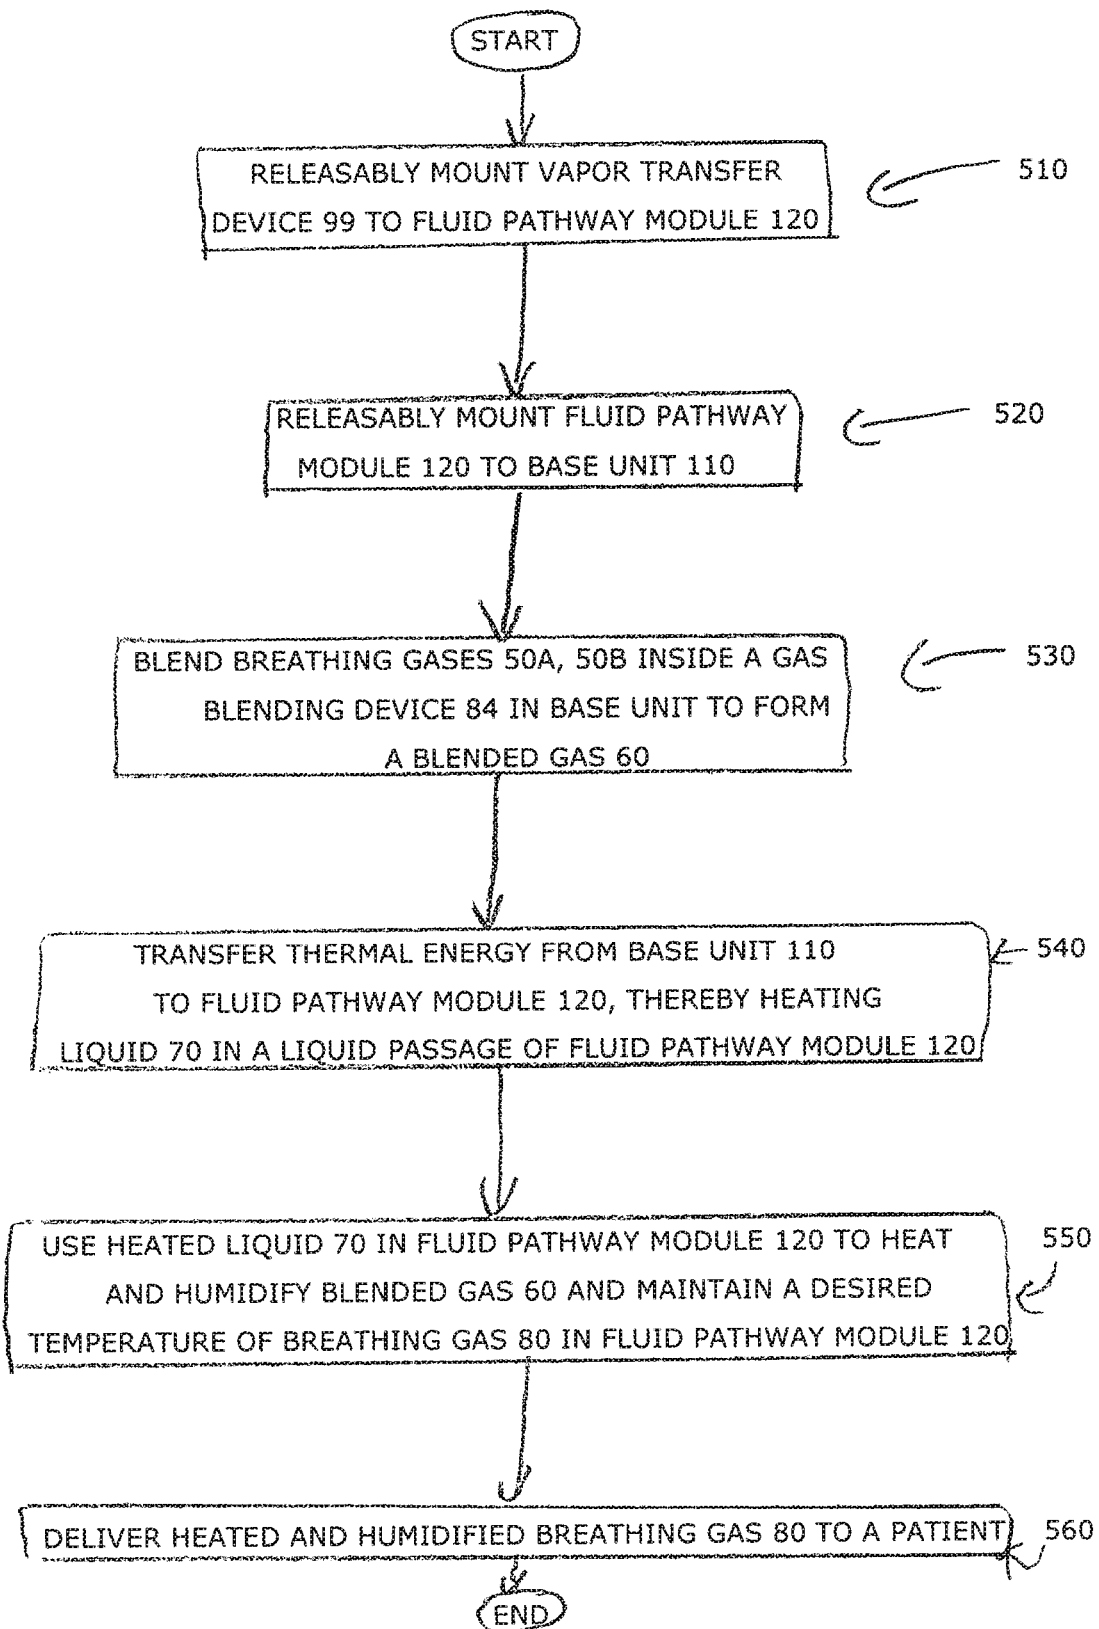 START
RELEASABLY MOUNT VAPOR TRANSFER
DEVICE 99 TO FLUID PATHWAY MODULE 120
510
RELEASABLY MOUNT FLUID PATHWAY
MODULE 120 TO BASE UNIT 110
520
BLEND BREATHING GASES 50A, 50B INSIDE A GAS
BLENDING DEVICE 84 IN BASE UNIT TO FORM
A BLENDED GAS 60
530
TRANSFER THERMAL ENERGY FROM BASE UNIT 110
TO FLUID PATHWAY MODULE 120, THEREBY HEATING
LIQUID 70 IN A LIQUID PASSAGE OF FLUID PATHWAY MODULE 120
540
USE HEATED LIQUID 70 IN FLUID PATHWAY MODULE 120 TO HEAT
AND HUMIDIFY BLENDED GAS 60 AND MAINTAIN A DESIRED
TEMPERATURE OF BREATHING GAS 80 IN FLUID PATHWAY MODULE 120
550
DELIVER HEATED AND HUMIDIFIED BREATHING GAS 80 TO A PATIENT
560
END